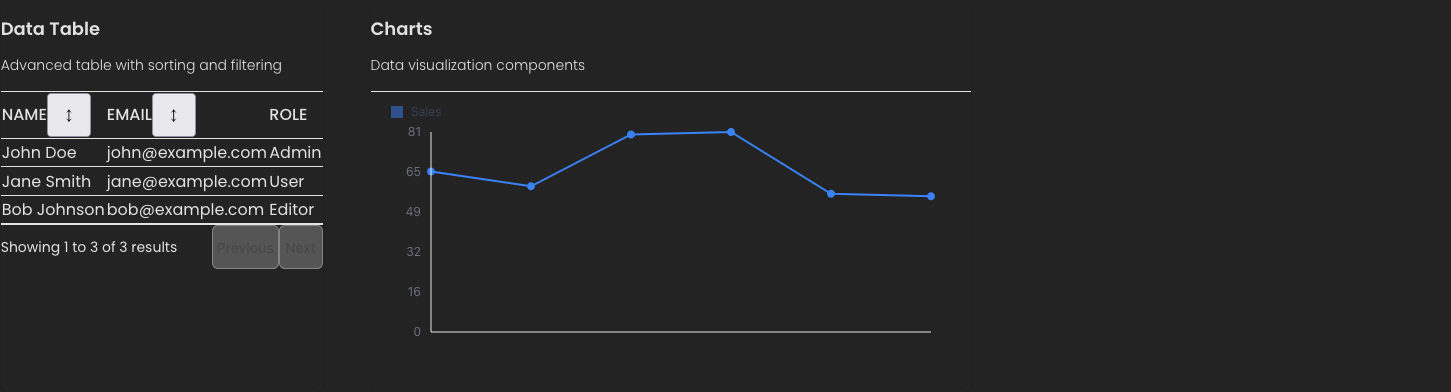 Data Table
Advanced table with sorting and filtering
NAME ↕ EMAIL ↕ ROLE
John Doe john@example.com Admin
Jane Smith jane@example.com User
Bob Johnson bob@example.com Editor
Showing 1 to 3 of 3 results Previous Next
Charts
Data visualization components
Sales
81
65
49
32
16
0